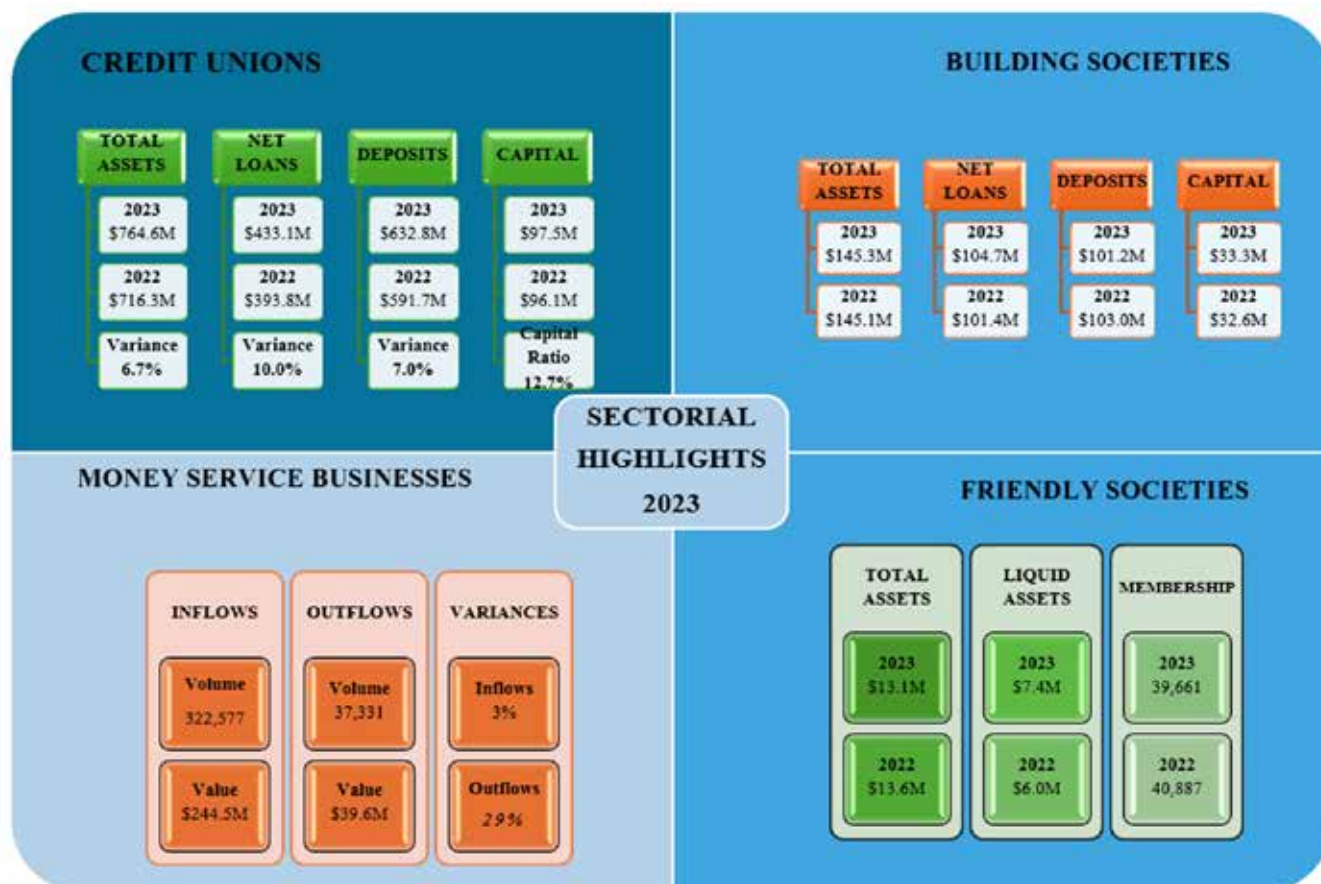 CREDIT UNIONS
TOTAL
ASSETS
2023
$764.6M
2022
$716.3M
Variance
6.7%
NET
LOANS
2023
$433.1M
2022
$393.8M
Variance
10.0%
DEPOSITS
2023
$632.8M
2022
$591.7M
Variance
7.0%
CAPITAL
2023
$97.5M
2022
$96.1M
Capital
Ratio
12.7%
BUILDING SOCIETIES
TOTAL
ASSETS
2023
$145.3M
2022
$145.1M
NET
LOANS
2023
$104.7M
2022
$101.4M
DEPOSITS
2023
$101.2M
2022
$103.0M
CAPITAL
2023
$33.3M
2022
$32.6M
SECTORIAL
HIGHLIGHTS
2023
MONEY SERVICE BUSINESSES
INFLOWS
Volume
322,577
Value
$244.5M
OUTFLOWS
Volume
37,331
Value
$39.6M
VARIANCES
Inflows
3%
Outflows
29%
FRIENDLY SOCIETIES
TOTAL
ASSETS
2023
$13.1M
2022
$13.6M
LIQUID
ASSETS
2023
$7.4M
2022
$6.0M
MEMBERSHIP
2023
39,661
2022
40,887